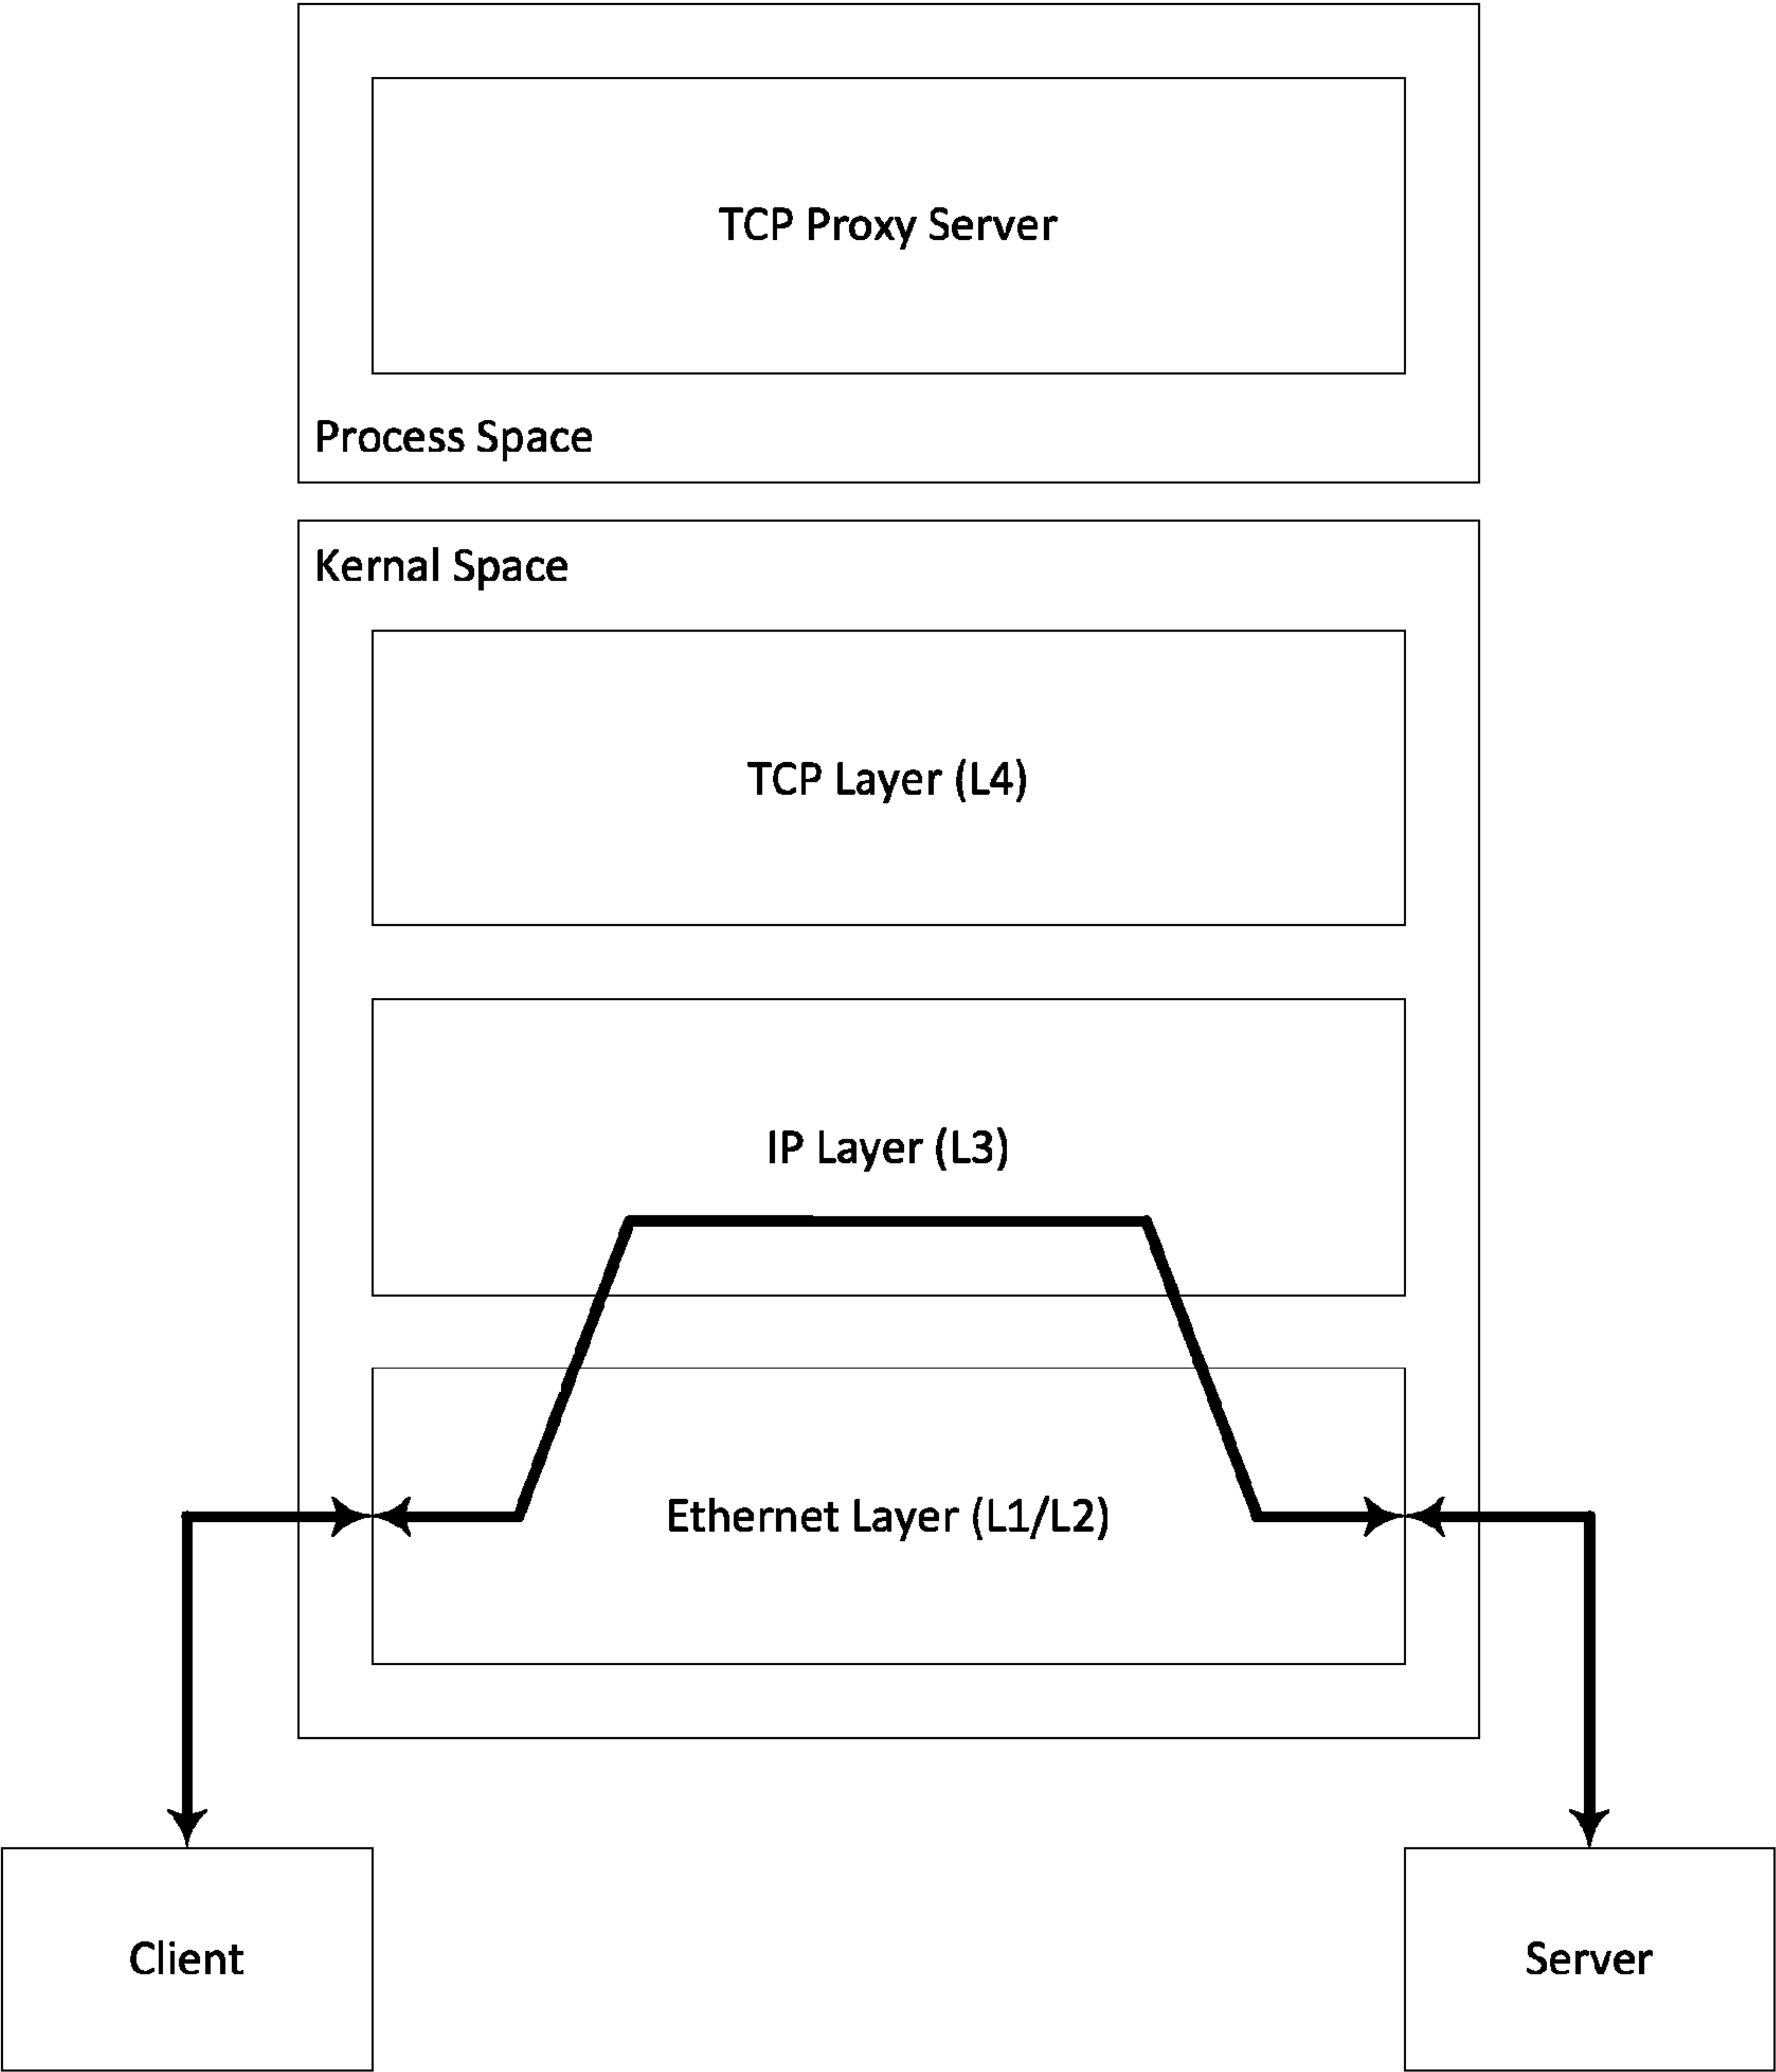 TCP Proxy Server
Process Space
Kernal Space
TCP Layer (L4)
IP Layer (L3)
Ethernet Layer (L1/L2)
Client
Server